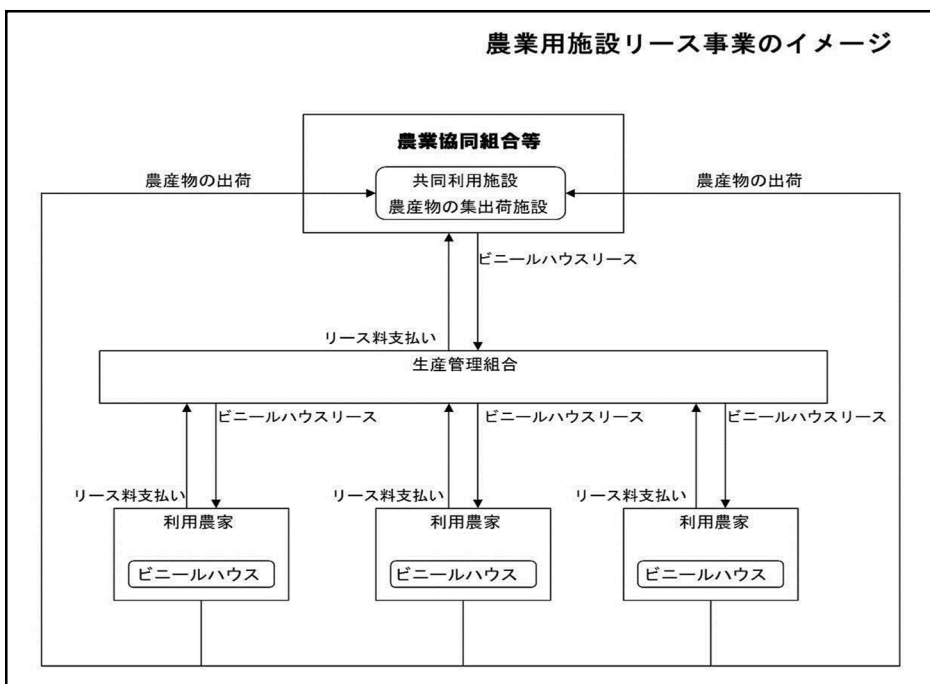 農業用施設リース事業のイメージ
農業協同組合等
農産物の出荷
共同利用施設
農産物の集出荷施設
農産物の出荷
ビニールハウスリース
リース料支払い
生産管理組合
ビニールハウスリース
ビニールハウスリース
ビニールハウスリース
リース料支払い
リース料支払い
リース料支払い
利用農家
利用農家
利用農家
ビニールハウス
ビニールハウス
ビニールハウス